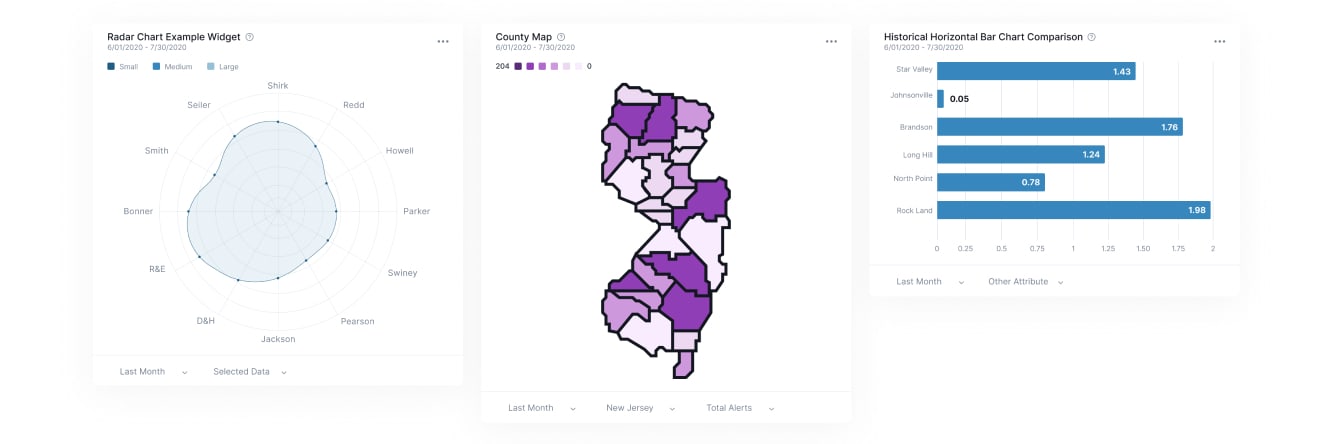 Radar Chart Example Widget
6/01/2020 - 7/30/2020
Small Medium Large
Shirk
Redd
Howell
Parker
Swiney
Pearson
Jackson
D&H
R&E
Bonner
Smith
Seiler
Last Month Selected Data
County Map
6/01/2020 - 7/30/2020
204 0
Last Month New Jersey Total Alerts
Historical Horizontal Bar Chart Comparison
6/01/2020 - 7/30/2020
Star Valley 1.43
Johnsonville 0.05
Brandson 1.76
Long Hill 1.24
North Point 0.78
Rock Land 1.98
0 0.25 0.5 0.75 1 1.25 1.50 1.75 2
Last Month Other Attribute